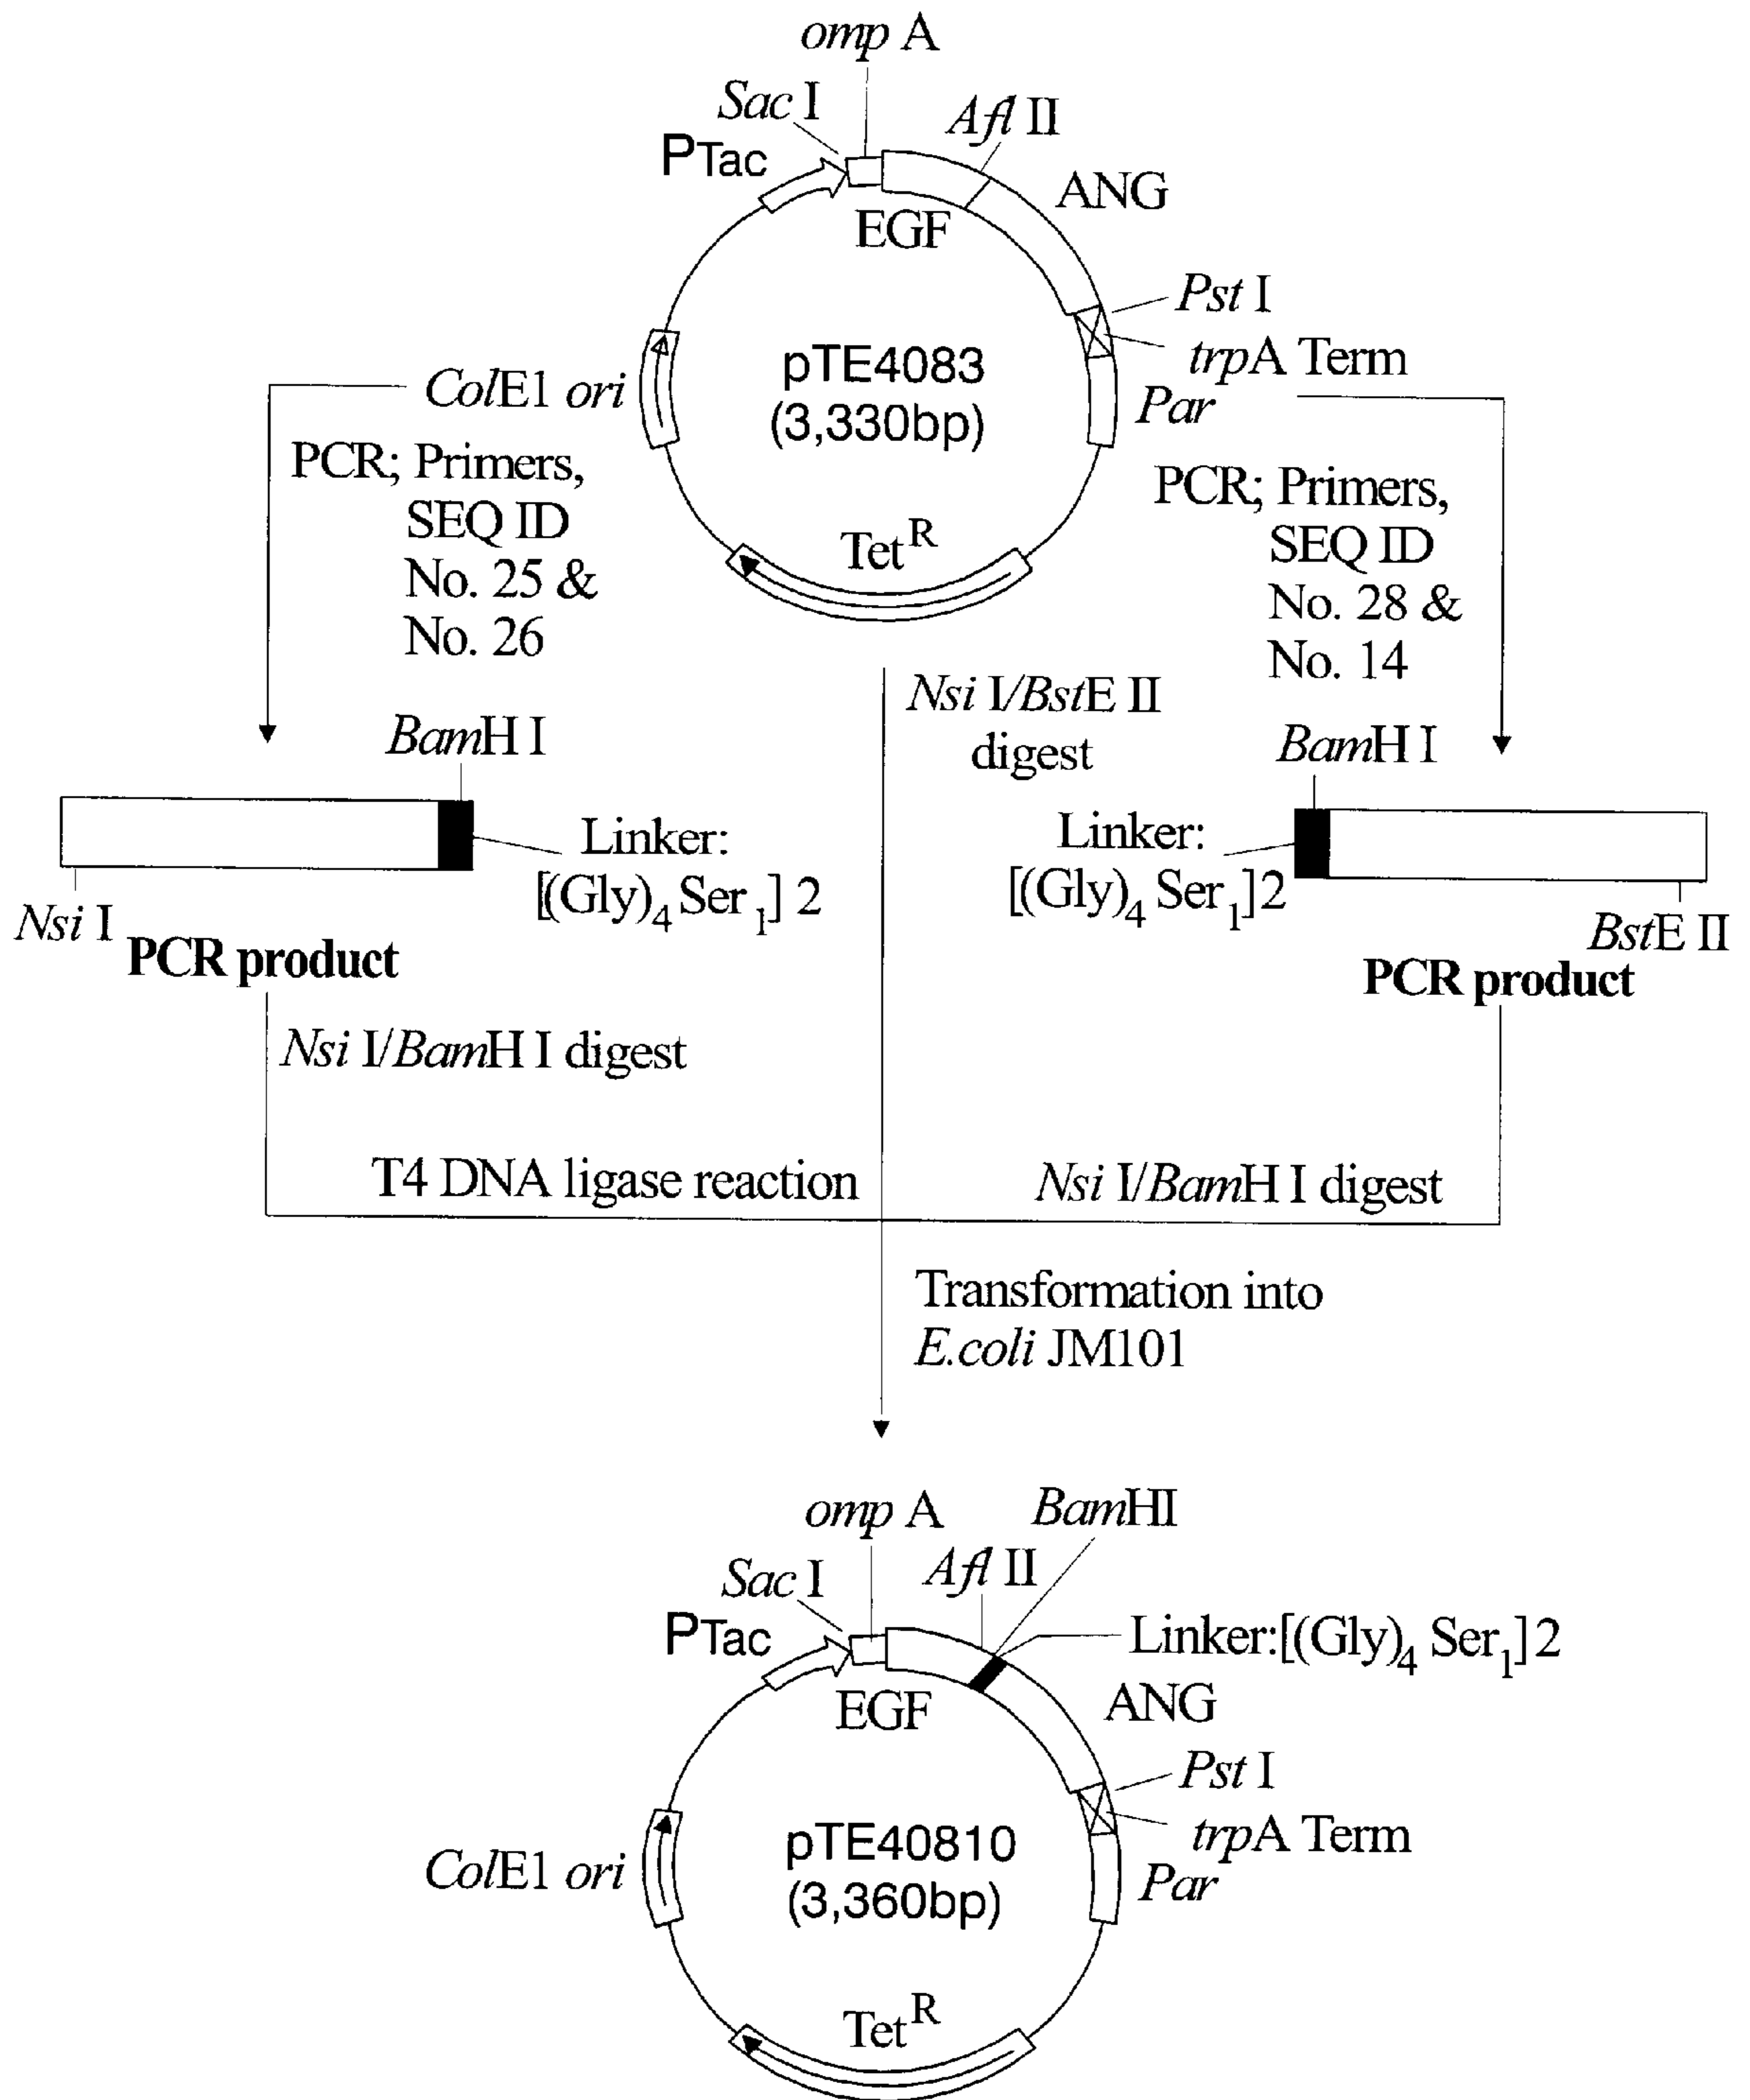 omp A
Sac I
Afl II
PTac
ANG
EGF
Pst I
trpA Term
pTE4083
(3,330bp)
ColE1 ori
Par
PCR; Primers,
SEQ ID
No. 25 &
No. 26
PCR; Primers,
SEQ ID
No. 28 &
No. 14
Tet R
Nsi I/BstE II
digest
BamH I
BamH I
Linker:
[(Gly)4 Ser 1] 2
Linker:
[(Gly)4 Ser1]2
Nsi I
PCR product
BstE II
PCR product
Nsi I/BamH I digest
T4 DNA ligase reaction
Nsi I/BamH I digest
Transformation into
E.coli JM101
omp A
BamHI
Sac I
Afl II
PTac
Linker:[(Gly)4 Ser1]2
EGF
ANG
Pst I
trpA Term
pTE40810
(3,360bp)
ColE1 ori
Par
Tet R